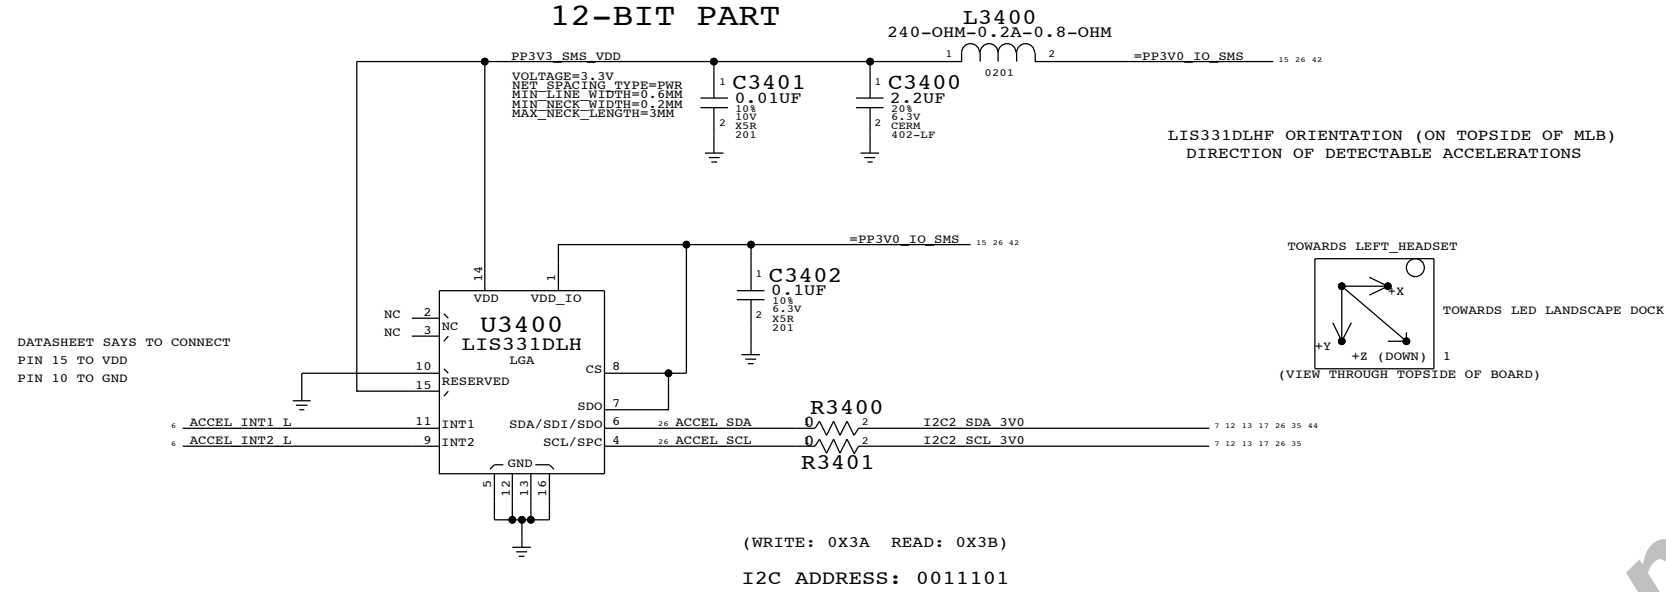 12-BIT PART
L3400
240-OHM-0.2A-0.8-OHM
PP3V3_SMS_VDD
1
2
=PP3V0_IO_SMS
15 26 42
0201
VOLTAGE=3.3V
NET_SPACING_TYPE=PWR
MIN_LINE_WIDTH=0.6MM
MIN_NECK_WIDTH=0.2MM
MAX_NECK_LENGTH=3MM
1
C3401
0.01UF
10%
10V
X5R
201
2
1
C3400
2.2UF
20%
6.3V
CERM
402-LF
2
LIS331DLHF ORIENTATION (ON TOPSIDE OF MLB)
DIRECTION OF DETECTABLE ACCELERATIONS
=PP3V0_IO_SMS
15 26 42
1
C3402
0.1UF
10%
6.3V
X5R
201
2
TOWARDS LEFT_HEADSET
+X
TOWARDS LED LANDSCAPE DOCK
+Y
+Z (DOWN)
1
(VIEW THROUGH TOPSIDE OF BOARD)
14
1
VDD
VDD_IO
NC
2
NC
3
NC
U3400
LIS331DLH
LGA
DATASHEET SAYS TO CONNECT
PIN 15 TO VDD
PIN 10 TO GND
10
15
RESERVED
CS
8
SDO
7
6
ACCEL_INT1_L
11
INT1
SDA/SDI/SDO
6
26
ACCEL_SDA
1
0
2
R3400
I2C2_SDA_3V0
7 12 13 17 26 35 44
6
ACCEL_INT2_L
9
INT2
SCL/SPC
4
26
ACCEL_SCL
1
0
2
R3401
I2C2_SCL_3V0
7 12 13 17 26 35
GND
5
12
13
16
(WRITE: 0X3A READ: 0X3B)
I2C ADDRESS: 0011101